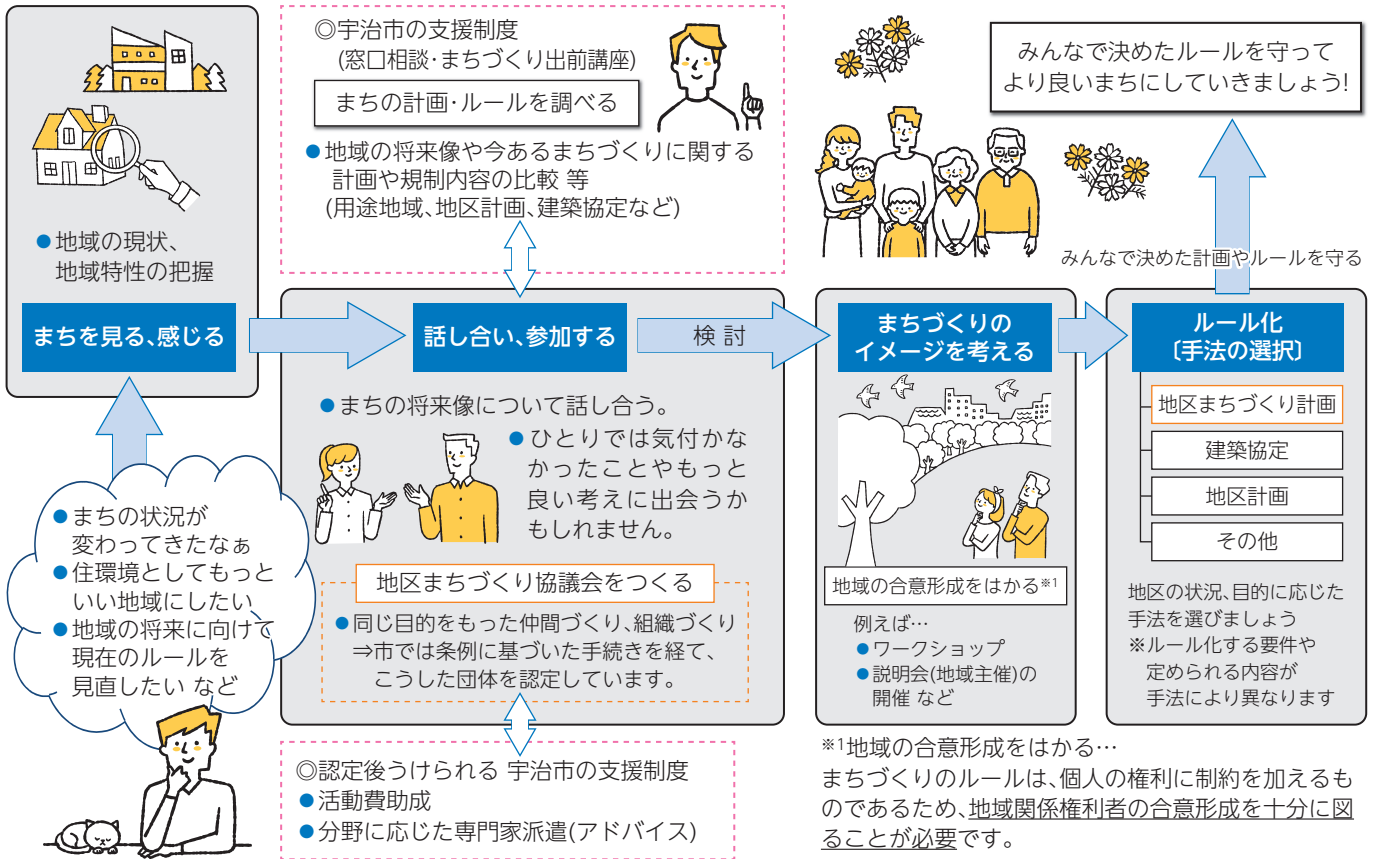 ●地域の現状、
地域特性の把握
まちを見る、感じる
●まちの状況が
変わってきたなぁ
●住環境としてもっと
いい地域にしたい
●地域の将来に向けて
現在のルールを
見直したい など
◎宇治市の支援制度
(窓口相談・まちづくり出前講座)
まちの計画・ルールを調べる
●地域の将来像や今あるまちづくりに関する
計画や規制内容の比較 等
(用途地域、地区計画、建築協定など)
話し合い、参加する
●まちの将来像について話し合う。
●ひとりでは気付かな
かったことやもっと
良い考えに出会うか
もしれません。
地区まちづくり協議会をつくる
●同じ目的をもった仲間づくり、組織づくり
⇒市では条例に基づいた手続きを経て、
こうした団体を認定しています。
◎認定後うけられる 宇治市の支援制度
●活動費助成
●分野に応じた専門家派遣(アドバイス)
検 討
まちづくりの
イメージを考える
地域の合意形成をはかる※1
例えば…
●ワークショップ
●説明会(地域主催)の
開催 など
ルール化
〔手法の選択〕
地区まちづくり計画
建築協定
地区計画
その他
地区の状況、目的に応じた
手法を選びましょう
※ルール化する要件や
定められる内容が
手法により異なります
みんなで決めた計画やルールを守る
みんなで決めたルールを守って
より良いまちにしていきましょう!
※1地域の合意形成をはかる…
まちづくりのルールは、個人の権利に制約を加えるも
のであるため、地域関係権利者の合意形成を十分に図
ることが必要です。